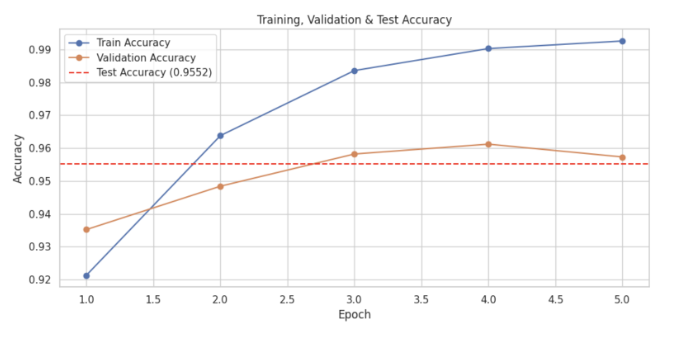 Training, Validation & Test Accuracy
Train Accuracy
Validation Accuracy
Test Accuracy (0.9552)
Accuracy
0.99
0.98
0.97
0.96
0.95
0.94
0.93
0.92
1.0 1.5 2.0 2.5 3.0 3.5 4.0 4.5 5.0
Epoch